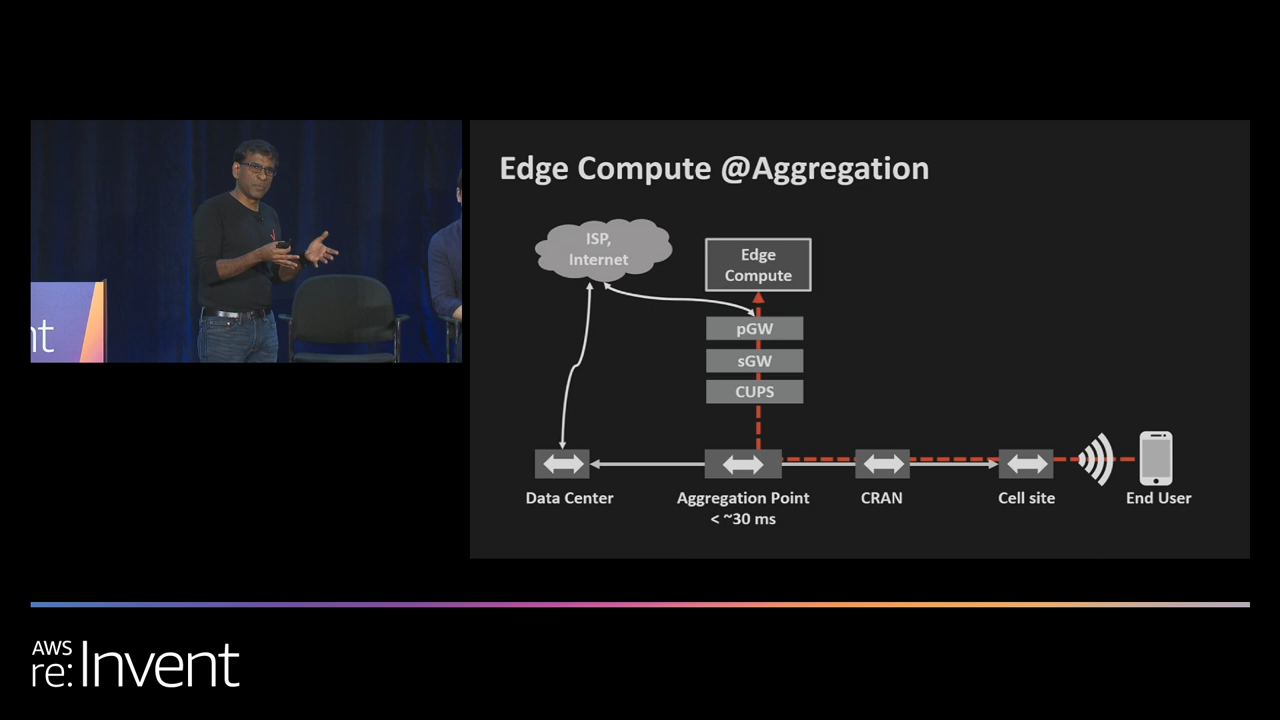 Edge Compute @Aggregation
ISP,
Internet
Edge
Compute
pGW
sGW
CUPS
Data Center
Aggregation Point
< ~30 ms
CRAN
Cell site
End User
nt
AWS
re:Invent